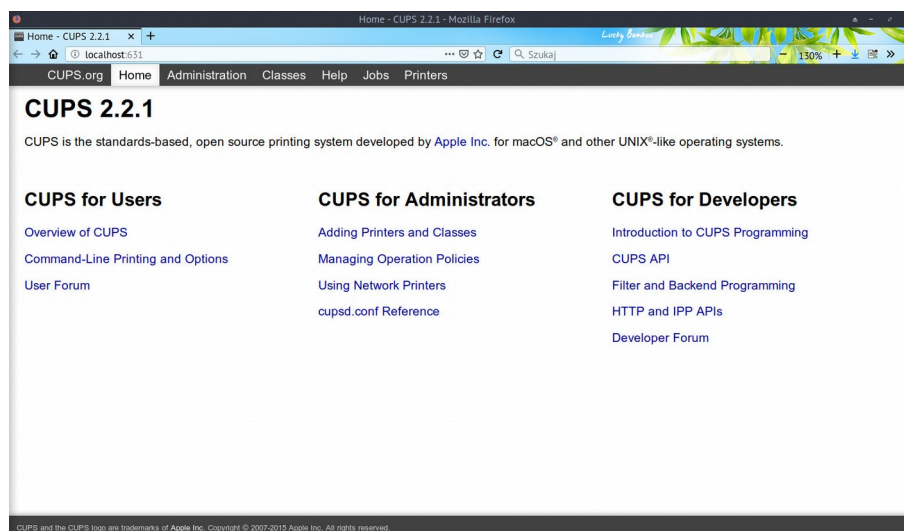 Home - CUPS 2.2.1 - Mozilla Firefox
Home - CUPS 2.2.1 × +
Lucky Bamboo
localhost:631
Szukaj
130%
CUPS.org Home Administration Classes Help Jobs Printers
CUPS 2.2.1
CUPS is the standards-based, open source printing system developed by Apple Inc. for macOS® and other UNIX®-like operating systems.
CUPS for Users
Overview of CUPS
Command-Line Printing and Options
User Forum
CUPS for Administrators
Adding Printers and Classes
Managing Operation Policies
Using Network Printers
cupsd.conf Reference
CUPS for Developers
Introduction to CUPS Programming
CUPS API
Filter and Backend Programming
HTTP and IPP APIs
Developer Forum
CUPS and the CUPS logo are trademarks of Apple Inc. Copyright © 2007-2015 Apple Inc. All rights reserved.